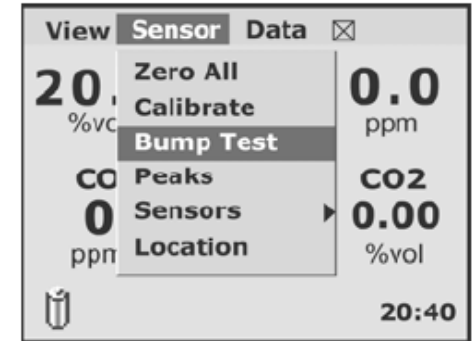 View Sensor Data
20.
Zero All
0.0
%vo
Calibrate
ppm
Bump Test
CO
Peaks
CO2
0
Sensors
0.00
ppm
Location
%vol
20:40